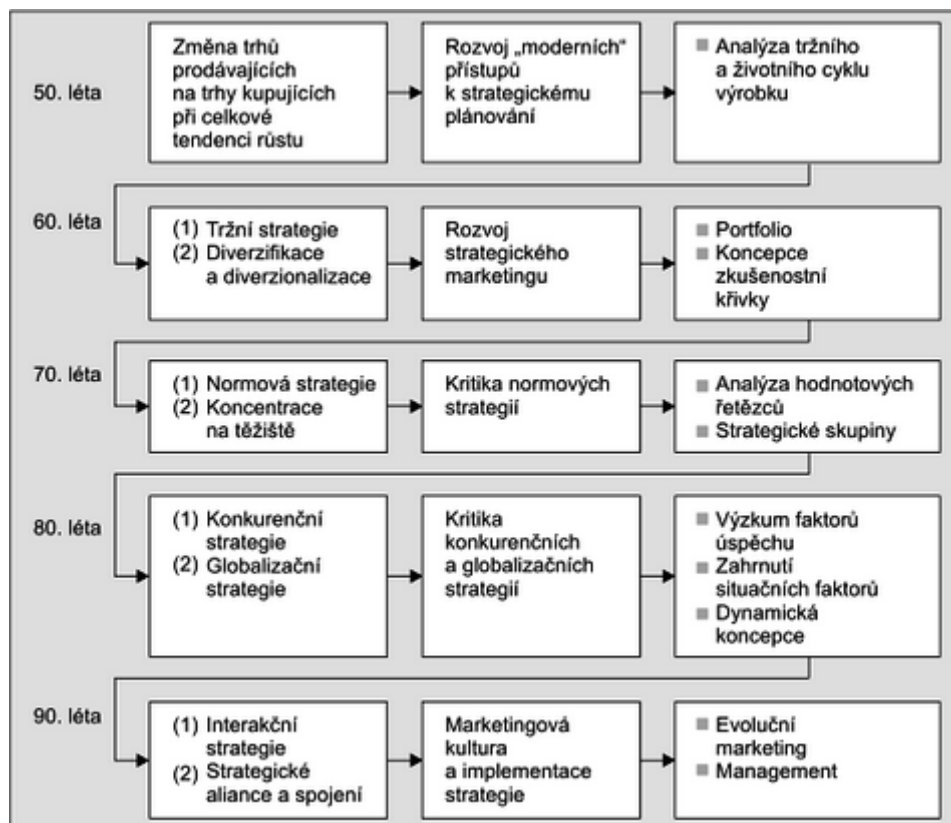 50. léta
Změna trhů
prodávajících
na trhy kupujících
při celkové
tendenci růstu
Rozvoj „moderních“
přístupů
k strategickému
plánování
Analýza tržního
a životního cyklu
výrobku
60. léta
(1) Tržní strategie
(2) Diverzifikace
a diverzionalizace
Rozvoj
strategického
marketingu
Portfolio
Koncepce
zkušenostní
křivky
70. léta
(1) Normová strategie
(2) Koncentrace
na těžiště
Kritika normových
strategií
Analýza hodnotových
řetězců
Strategické skupiny
80. léta
(1) Konkurenční
strategie
(2) Globalizační
strategie
Kritika
konkurenčních
a globalizačních
strategií
Výzkum faktorů
úspěchu
Zahrnutí
situačních faktorů
Dynamická
koncepce
90. léta
(1) Interakční
strategie
(2) Strategické
aliance a spojení
Marketingová
kultura
a implementace
strategie
Evoluční
marketing
Management